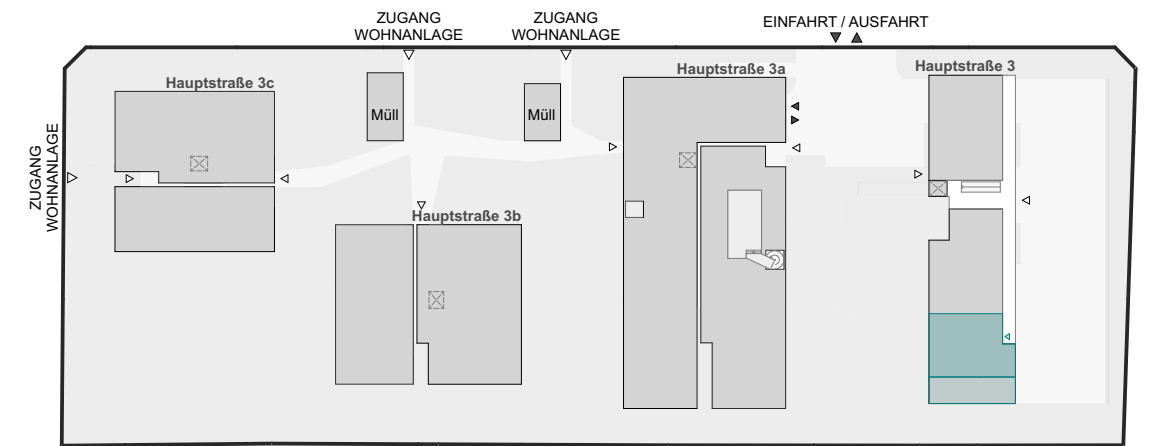 ZUGANG
WOHNANLAGE
ZUGANG
WOHNANLAGE
EINFAHRT / AUSFAHRT
Hauptstraße 3c
Müll
Müll
Hauptstraße 3a
Hauptstraße 3
ZUGANG
WOHNANLAGE
Hauptstraße 3b